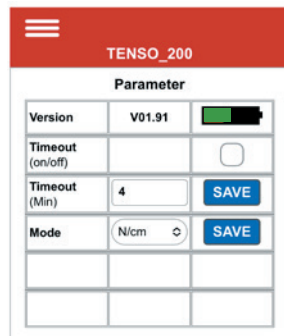 TENSO_200
Parameter
Version V01.91
Timeout
(on/off)
Timeout
(Min) 4 SAVE
Mode N/cm SAVE